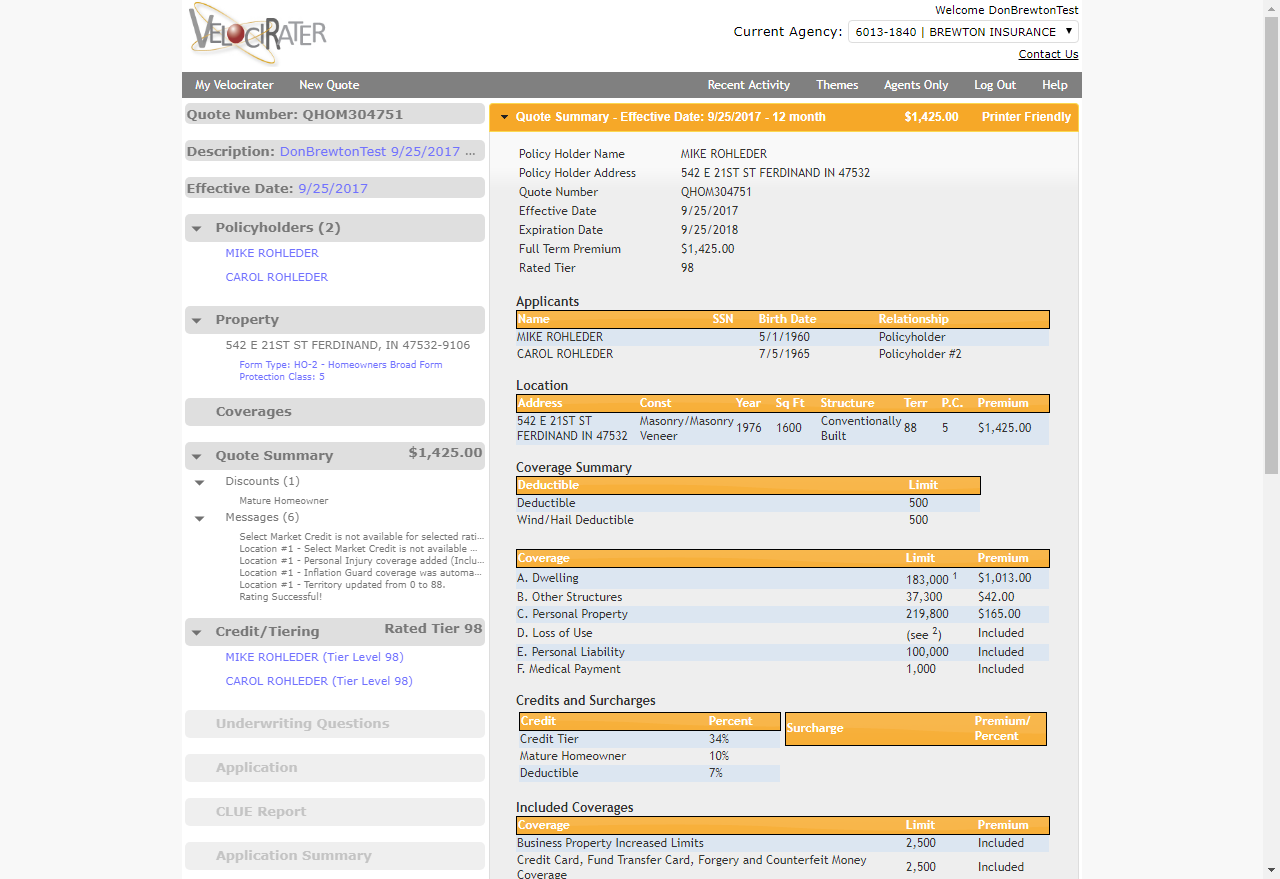 VELOCIRATER
Welcome DonBrewtonTest
Current Agency: 6013-1840 | BREWTON INSURANCE
Contact Us
My Velocirater New Quote Recent Activity Themes Agents Only Log Out Help
Quote Number: QHOM304751
Description: DonBrewtonTest 9/25/2017 ...
Effective Date: 9/25/2017
Policyholders (2)
MIKE ROHLEDER
CAROL ROHLEDER
Property
542 E 21ST ST FERDINAND, IN 47532-9106
Form Type: HO-2 - Homeowners Broad Form
Protection Class: 5
Coverages
Quote Summary $1,425.00
Discounts (1)
Mature Homeowner
Messages (6)
Select Market Credit is not available for selected rati...
Location #1 - Select Market Credit is not available ...
Location #1 - Personal Injury coverage added (Inclu...
Location #1 - Inflation Guard coverage was automa...
Location #1 - Territory updated from 0 to 88.
Rating Successful!
Credit/Tiering Rated Tier 98
MIKE ROHLEDER (Tier Level 98)
CAROL ROHLEDER (Tier Level 98)
Underwriting Questions
Application
CLUE Report
Application Summary
Quote Summary - Effective Date: 9/25/2017 - 12 month $1,425.00 Printer Friendly
Policy Holder Name MIKE ROHLEDER
Policy Holder Address 542 E 21ST ST FERDINAND IN 47532
Quote Number QHOM304751
Effective Date 9/25/2017
Expiration Date 9/25/2018
Full Term Premium $1,425.00
Rated Tier 98
Applicants
Name SSN Birth Date Relationship
MIKE ROHLEDER 5/1/1960 Policyholder
CAROL ROHLEDER 7/5/1965 Policyholder #2
Location
Address Const Year Sq Ft Structure Terr P.C. Premium
542 E 21ST ST Masonry/Masonry 1976 1600 Conventionally 88 5 $1,425.00
FERDINAND IN 47532 Veneer Built
Coverage Summary
Deductible Limit
Deductible 500
Wind/Hail Deductible 500
Coverage Limit Premium
A. Dwelling 183,000 1 $1,013.00
B. Other Structures 37,300 $42.00
C. Personal Property 219,800 $165.00
D. Loss of Use (see 2) Included
E. Personal Liability 100,000 Included
F. Medical Payment 1,000 Included
Credits and Surcharges
Credit Percent
Credit Tier 34%
Mature Homeowner 10%
Deductible 7%
Surcharge Premium/
Percent
Included Coverages
Coverage Limit Premium
Business Property Increased Limits 2,500 Included
Credit Card, Fund Transfer Card, Forgery and Counterfeit Money 2,500 Included
Coverage